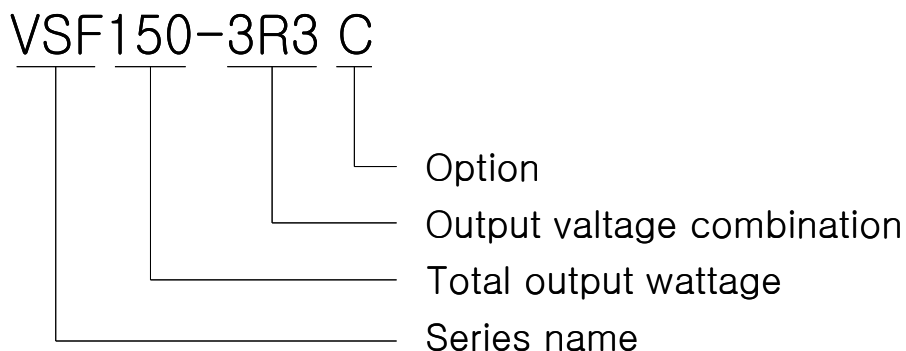 VSF150-3R3 C
Option
Output valtage combination
Total output wattage
Series name